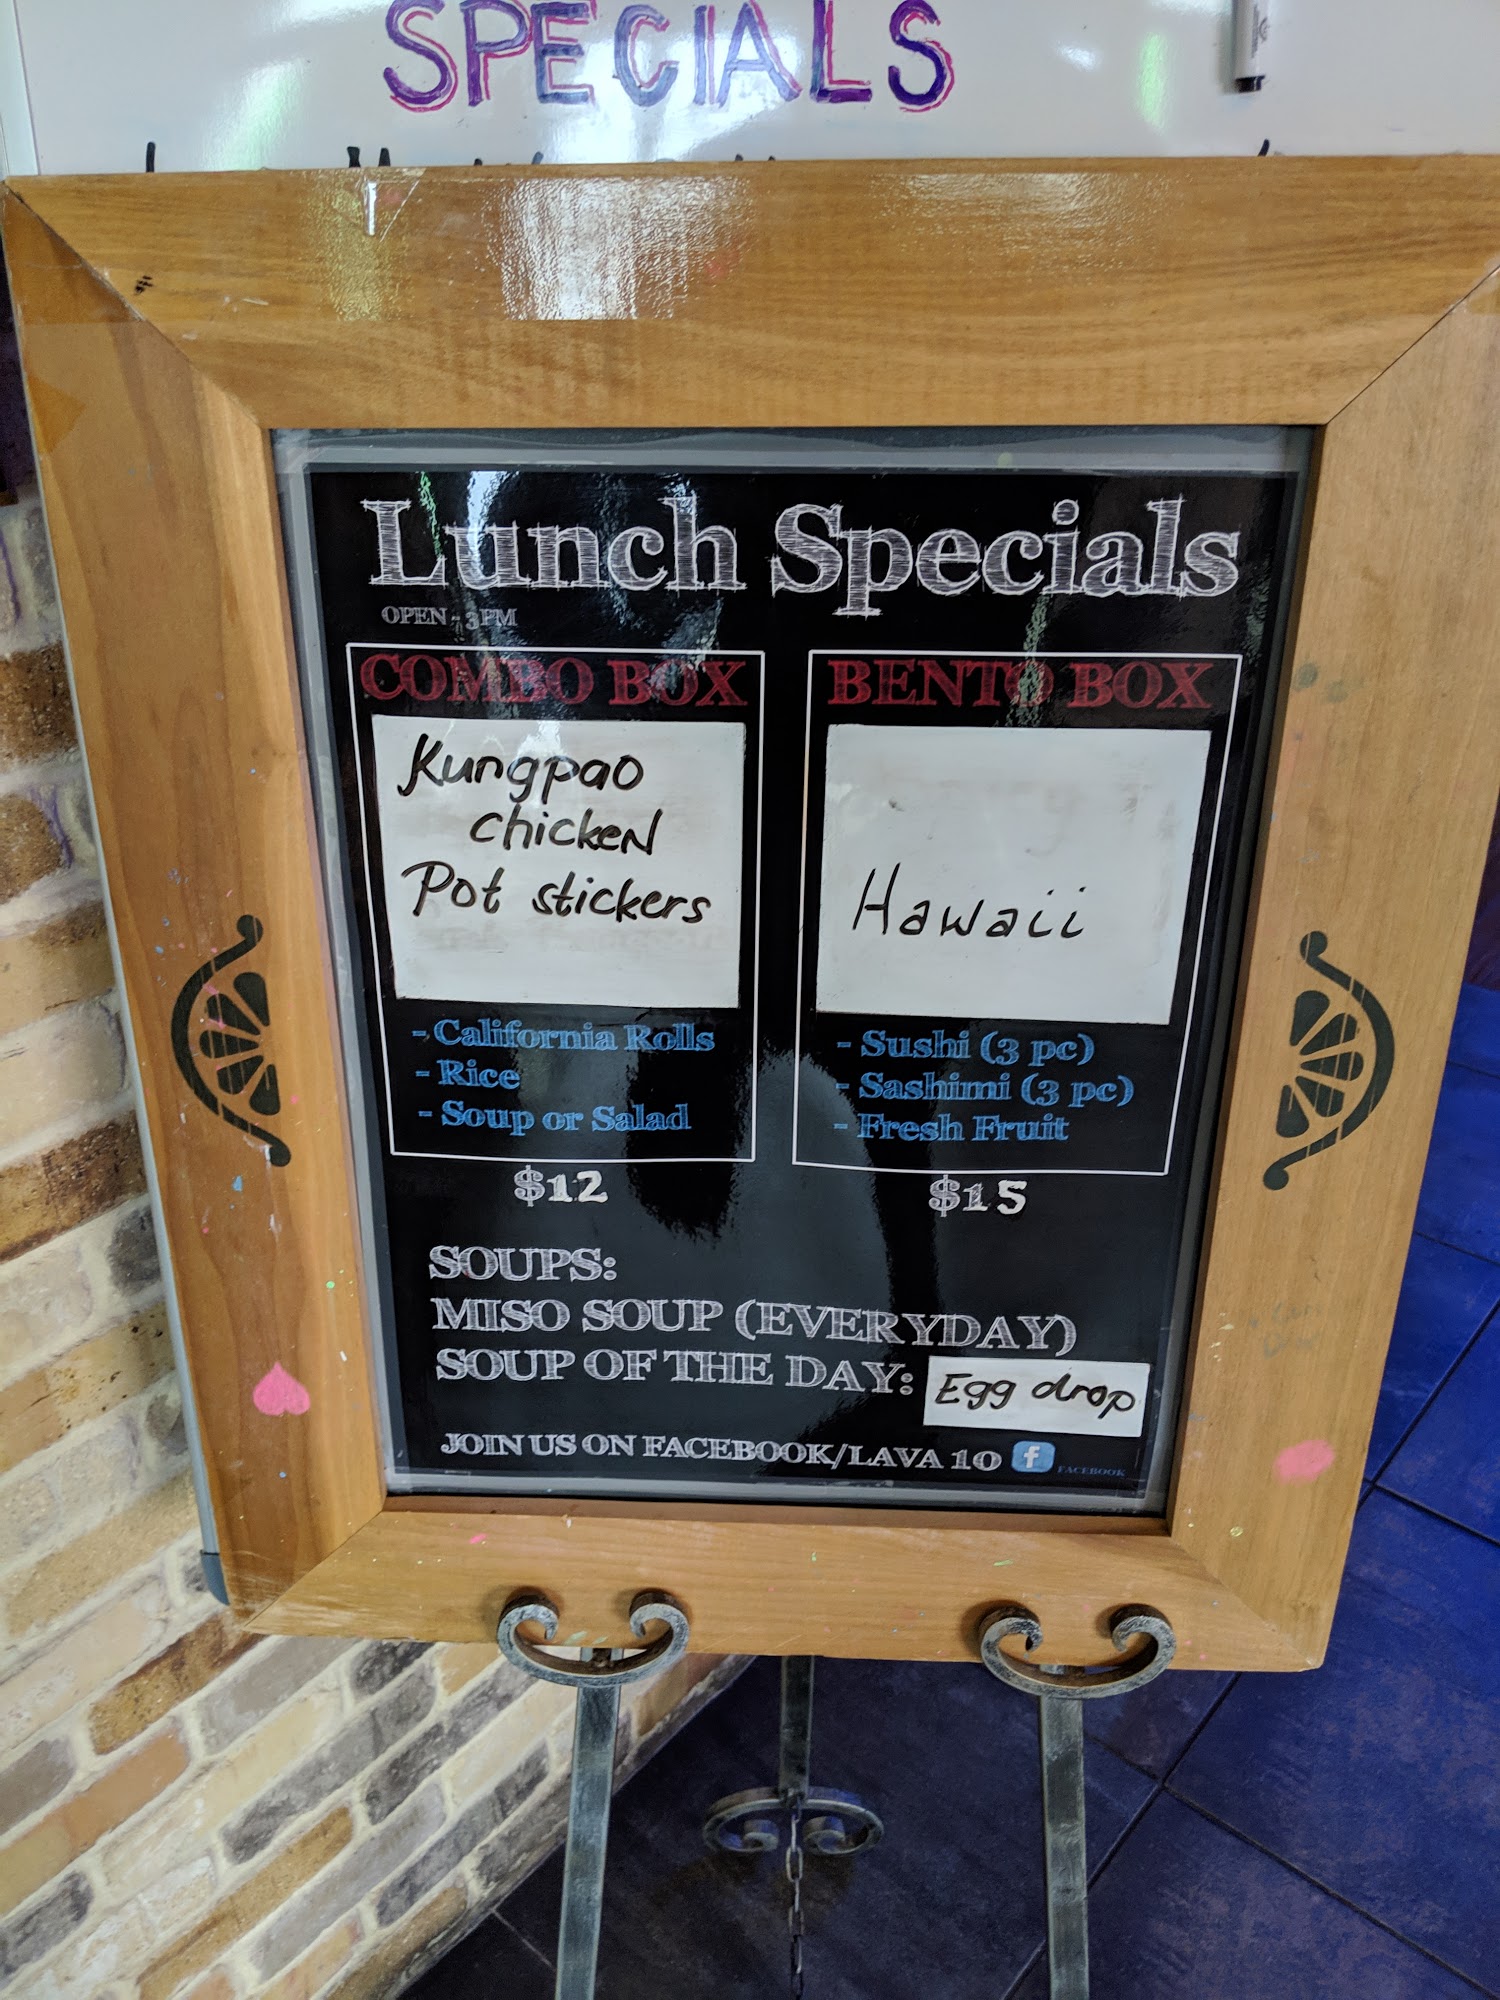 SPECIALS
Lunch Specials
OPEN - 3PM
COMBO BOX
Kungpao
chicken
Pot stickers
- California Rolls
- Rice
- Soup or Salad
$12
BENTO BOX
Hawaii
- Sushi (3 pc)
- Sashimi (3 pc)
- Fresh Fruit
$15
SOUPS:
MISO SOUP (EVERYDAY)
SOUP OF THE DAY: Egg drop
JOIN US ON FACEBOOK/LAVA 10 f FACEBOOK